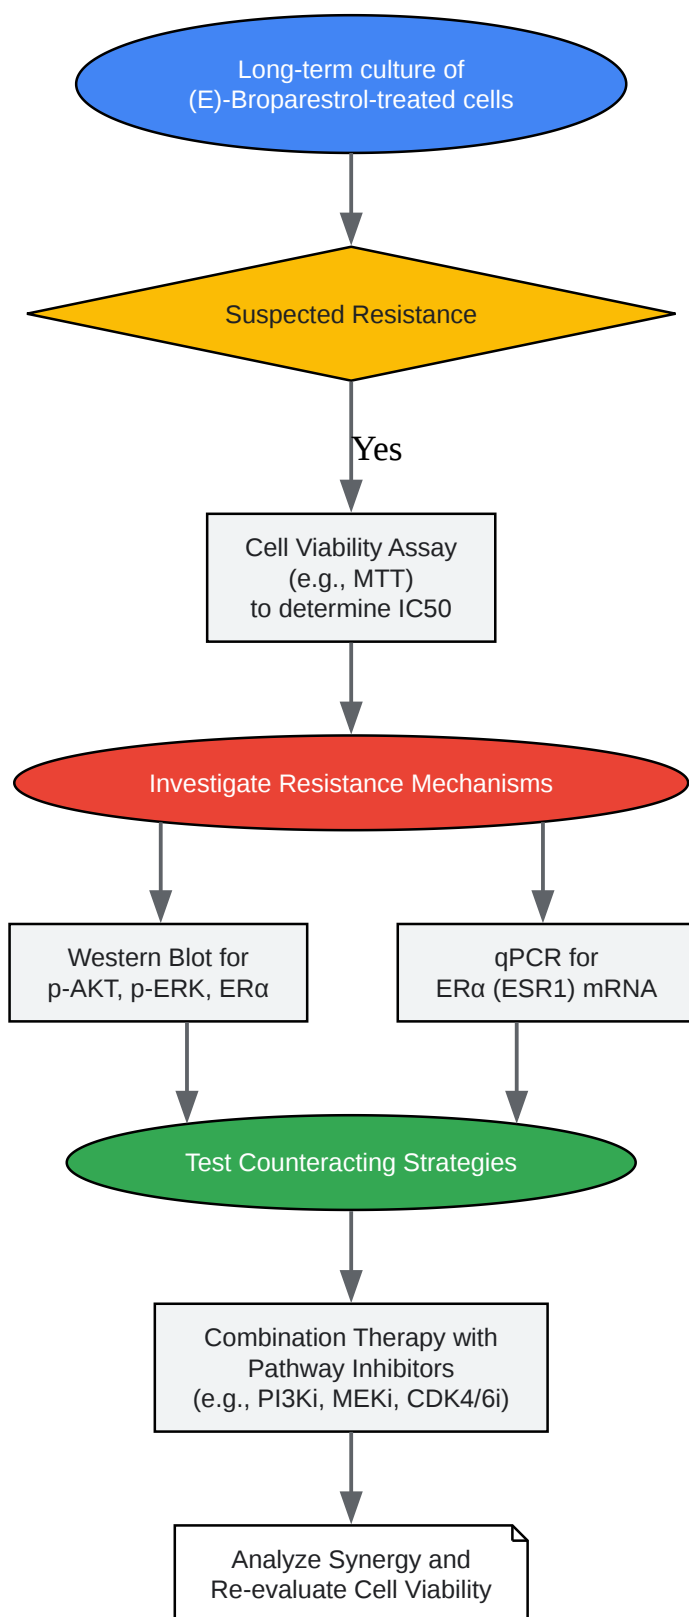 Long-term culture of
(E)-Broparestrol-treated cells
Suspected Resistance
Yes
Cell Viability Assay
(e.g., MTT)
to determine IC50
Investigate Resistance Mechanisms
Western Blot for
p-AKT, p-ERK, ERα
qPCR for
ERα (ESR1) mRNA
Test Counteracting Strategies
Combination Therapy with
Pathway Inhibitors
(e.g., PI3Ki, MEKi, CDK4/6i)
Analyze Synergy and
Re-evaluate Cell Viability